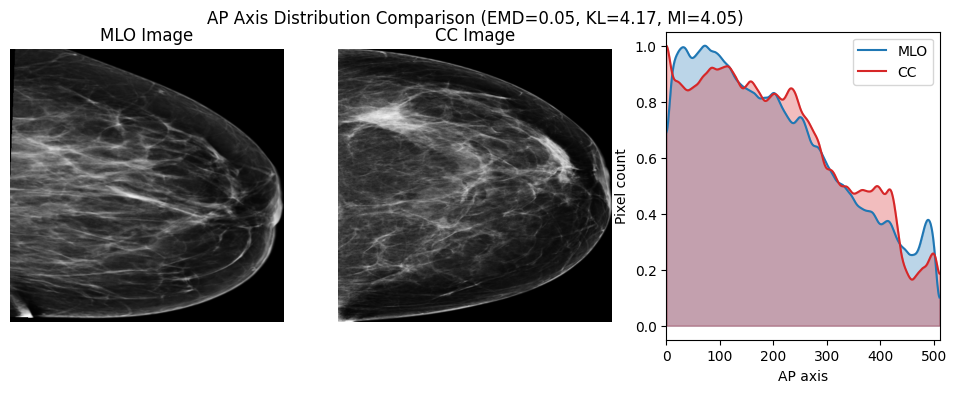 AP Axis Distribution Comparison (EMD=0.05, KL=4.17, MI=4.05)
MLO Image
CC Image
MLO
CC
Pixel count
1.0
0.8
0.6
0.4
0.2
0.0
0 100 200 300 400 500
AP axis